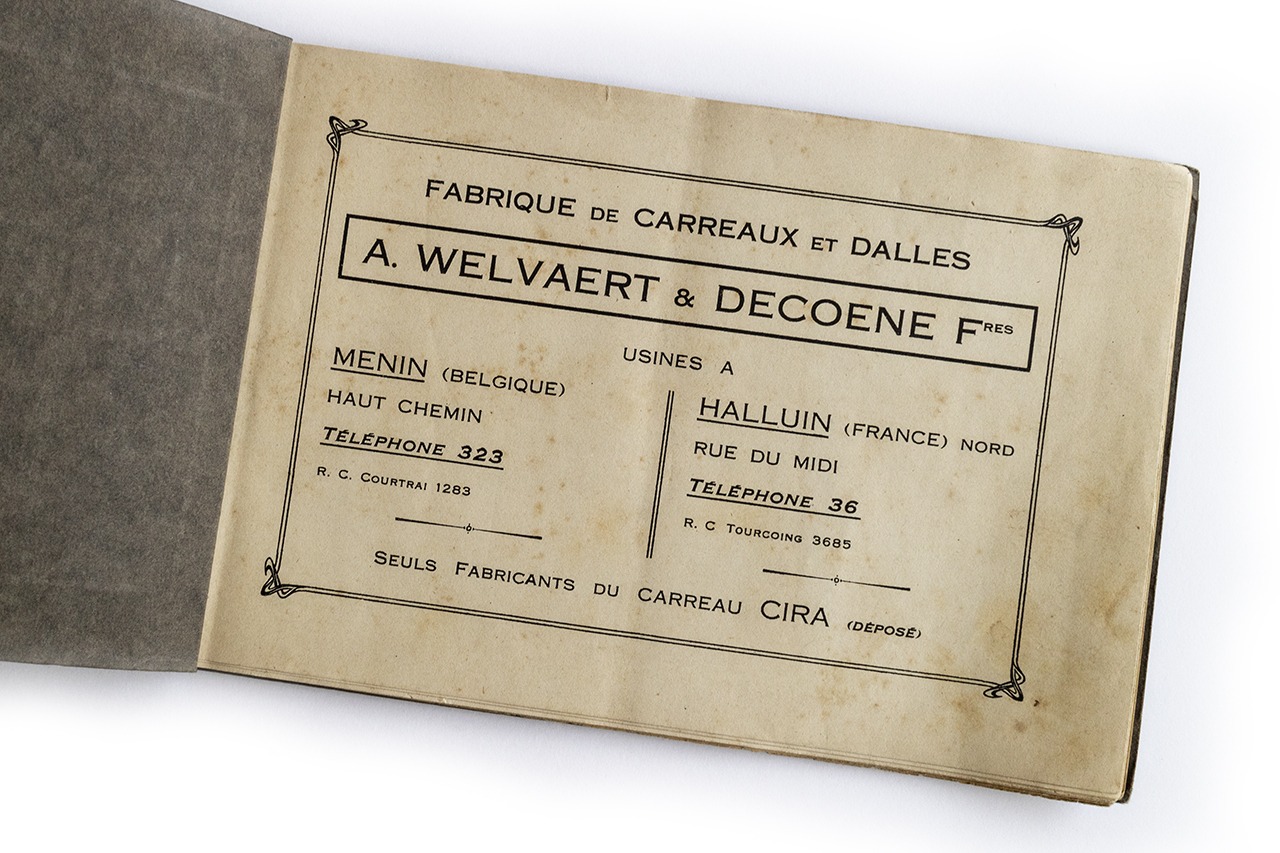 FABRIQUE DE CARREAUX ET DALLES
A. WELVAERT & DECOENE FRES
USINES A
MENIN (BELGIQUE)
HAUT CHEMIN
TÉLÉPHONE 323
R. C. COURTRAI 1283
HALLUIN (FRANCE) NORD
RUE DU MIDI
TÉLÉPHONE 36
R. C TOURCOING 3685
SEULS FABRICANTS DU CARREAU CIRA (DÉPOSÉ)